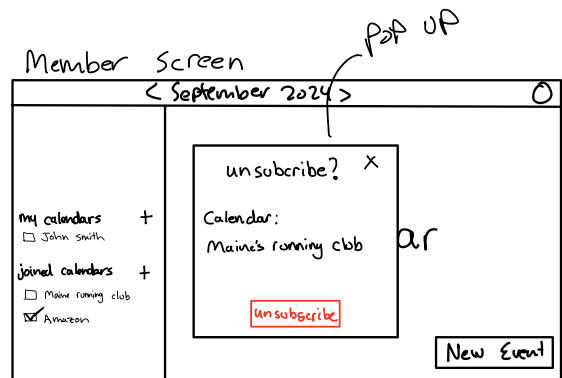 Pop up
Member Screen
< September 2024 >
unsubcribe? X
my calendars +
John Smith
Calendar:
Maine's running club
ar
joined calendars +
Maine running club
Amazon
unsubscribe
New Event